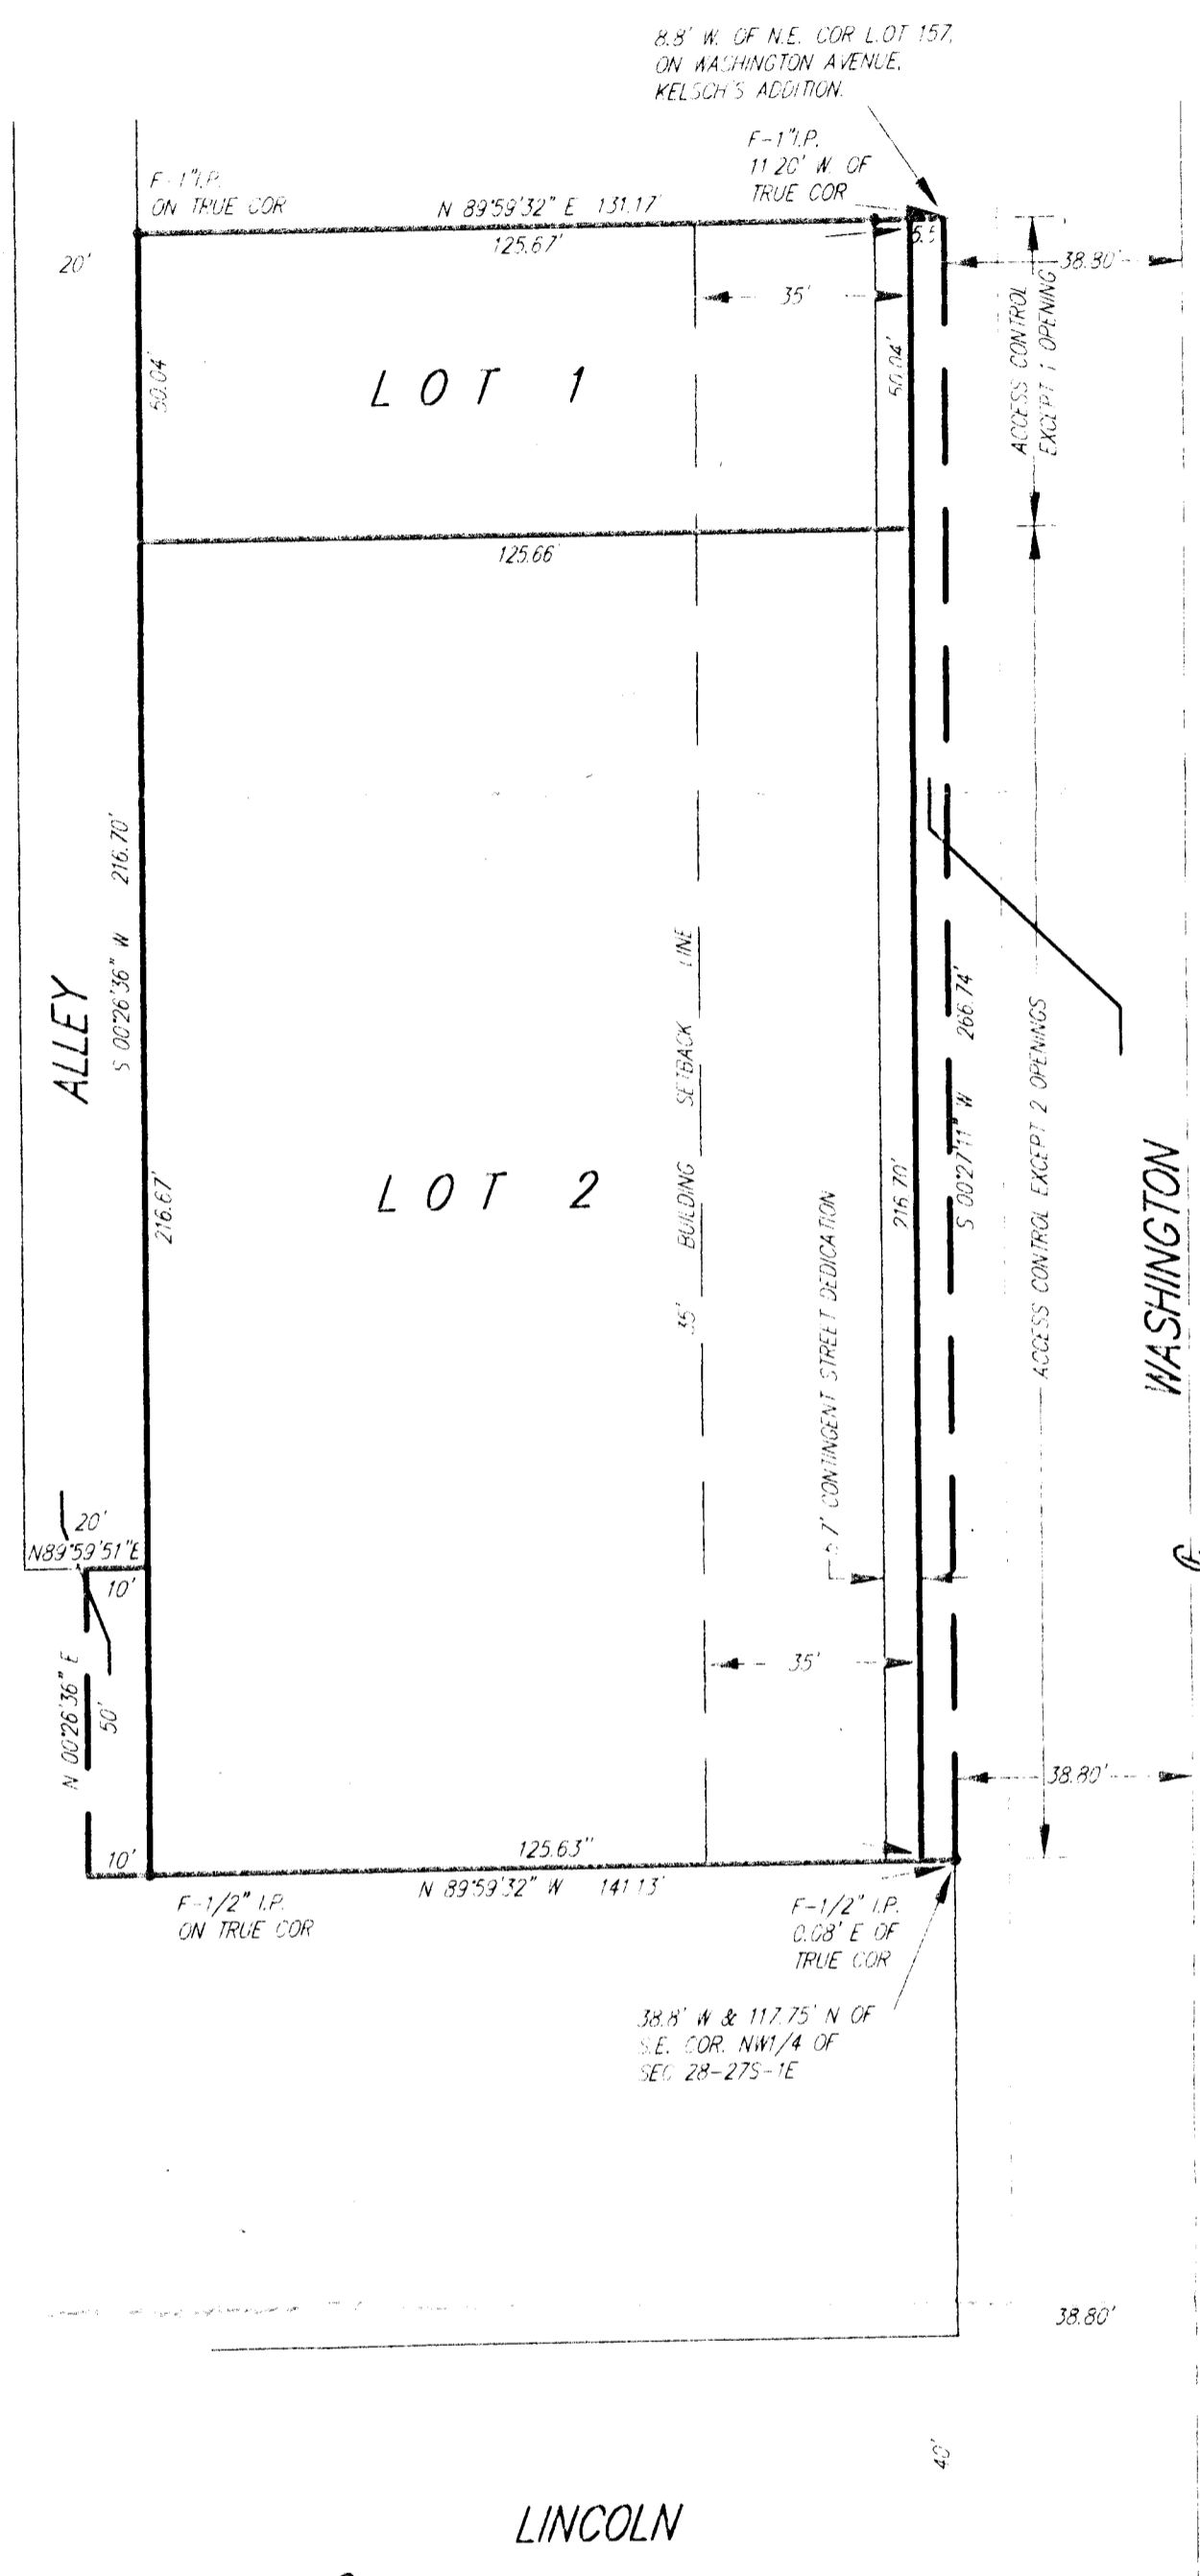 8.8' W. OF N.E. COR LOT 157,
ON WASHINGTON AVENUE,
KELSCH'S ADDITION.
F-1" I.P.
11.20' W. OF
TRUE COR
F-1" I.P.
ON TRUE COR
N 89°59'32" E 131.17'
125.67'
5.5
20'
38.80'
35'
ACCESS CONTROL
EXCEPT 1 OPENING
50.04'
50.04'
LOT 1
125.66
ALLEY
S 00°26'36" W 216.70'
216.67'
LOT 2
35' BUILDING SETBACK LINE
7' CONTINGENT STREET DEDICATION
216.70'
S 00°27'11" W 266.74'
ACCESS CONTROL EXCEPT 2 OPENINGS
WASHINGTON
20'
N89°59'51"E
10'
N 00°26'36" E
50'
35'
38.80'
10'
125.63"
N 89°59'32" W 141.13'
F-1/2" I.P.
ON TRUE COR
F-1/2" I.P.
0.08' E OF
TRUE COR
38.8' W & 117.75' N OF
S.E. COR. NW1/4 OF
SEC 28-27S-1E
38.80'
40'
LINCOLN